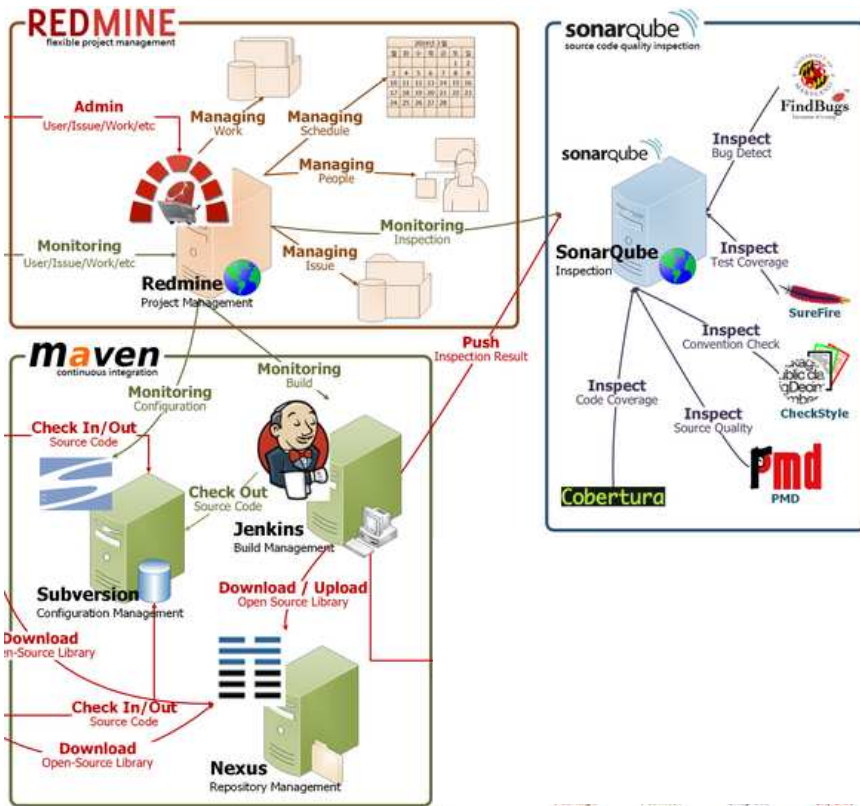 REDMINE
flexible project management
Admin
User/Issue/Work/etc
Managing
Work
Managing
Schedule
Managing
People
Monitoring
Inspection
Managing
Issue
Monitoring
User/Issue/Work/etc
Redmine
Project Management
sonarqube
source code quality inspection
FindBugs
Inspect
Bug Detect
sonarqube
SonarQube
Inspection
Inspect
Test Coverage
SureFire
Inspect
Convention Check
CheckStyle
Inspect
Code Coverage
Inspect
Source Quality
Cobertura
pmd
PMD
Push
Inspection Result
maven
continuous integration
Monitoring
Build
Monitoring
Configuration
Check In/Out
Source Code
Check Out
Source Code
Jenkins
Build Management
Subversion
Configuration Management
Download / Upload
Open Source Library
Download
en-Source Library
Check In/Out
Source Code
Download
Open-Source Library
Nexus
Repository Management